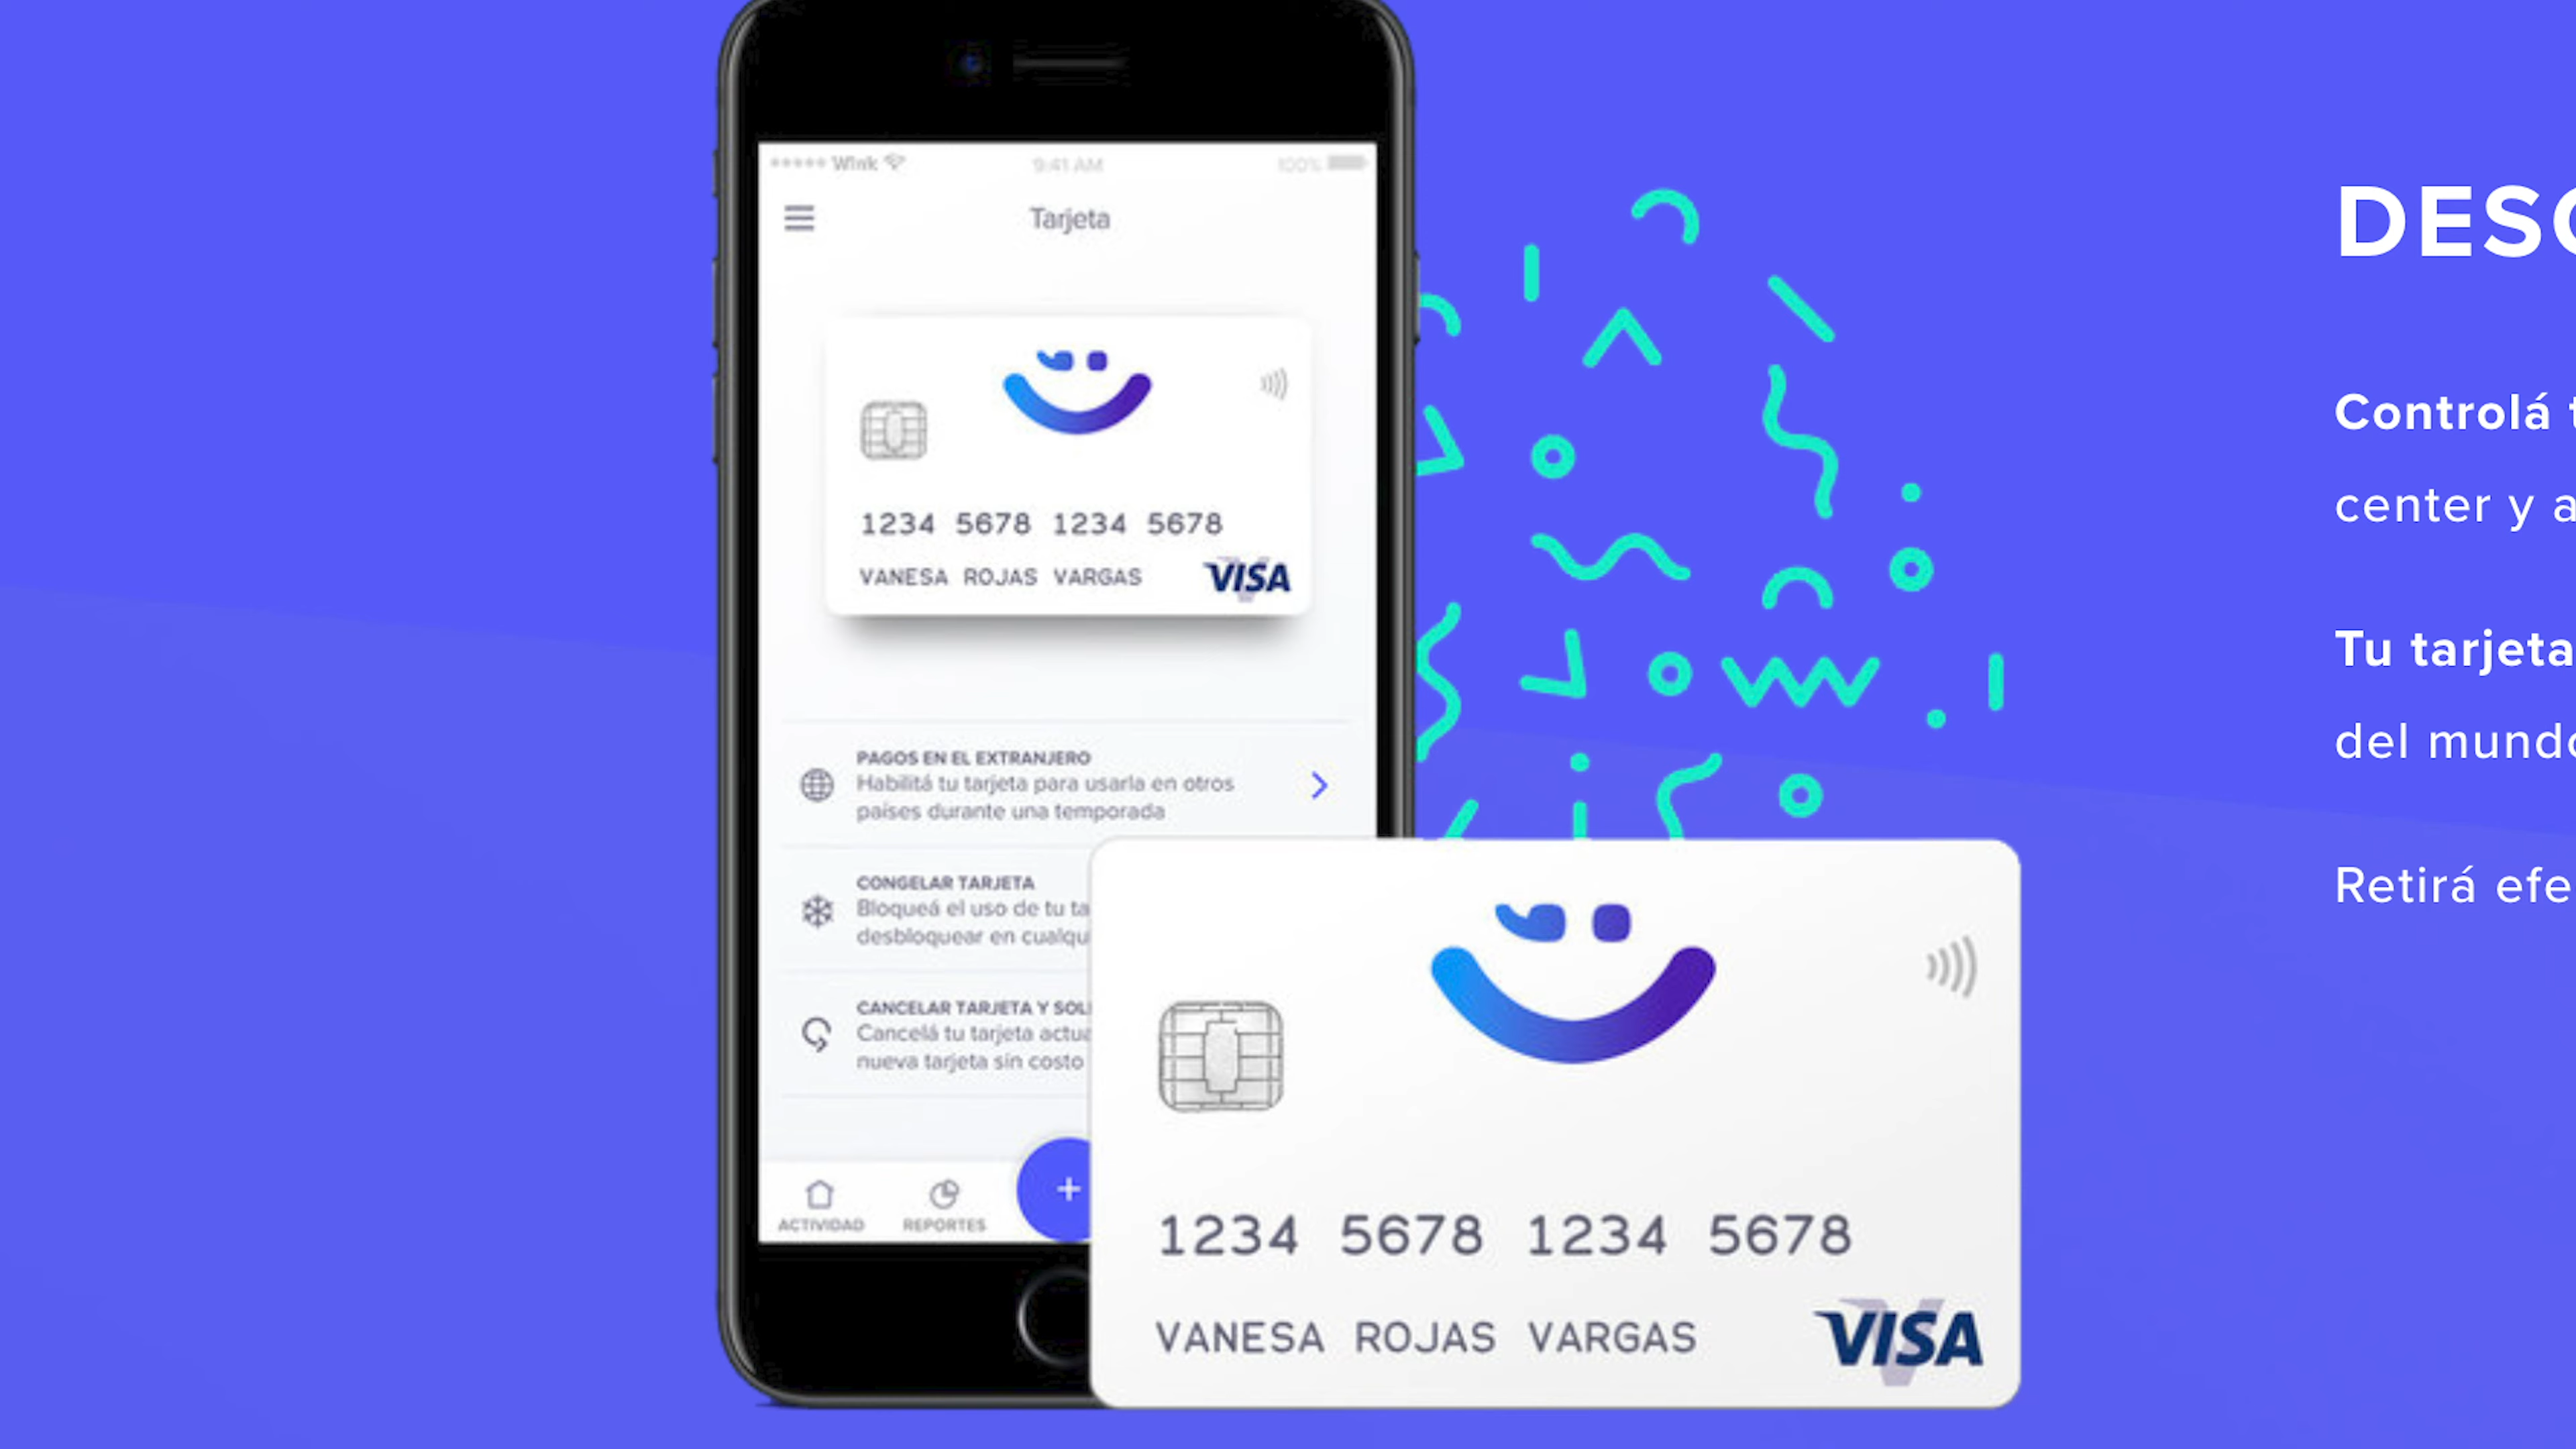 Wink
9:41 AM
100%
Tarjeta
1234 5678 1234 5678
VANESA ROJAS VARGAS
VISA
PAGOS EN EL EXTRANJERO
Habilitá tu tarjeta para usarla en otros
países durante una temporada
CONGELAR TARJETA
Bloqueá el uso de tu
desbloquear en
CANCELAR TARJETA Y
Cancelá tu tarjeta
nueva tarjeta sin costo
ACTIVIDAD
REPORTES
+
1234 5678 1234 5678
VANESA ROJAS VARGAS
VISA
Controlá
center y
Tu tarjeta
del
Retirá